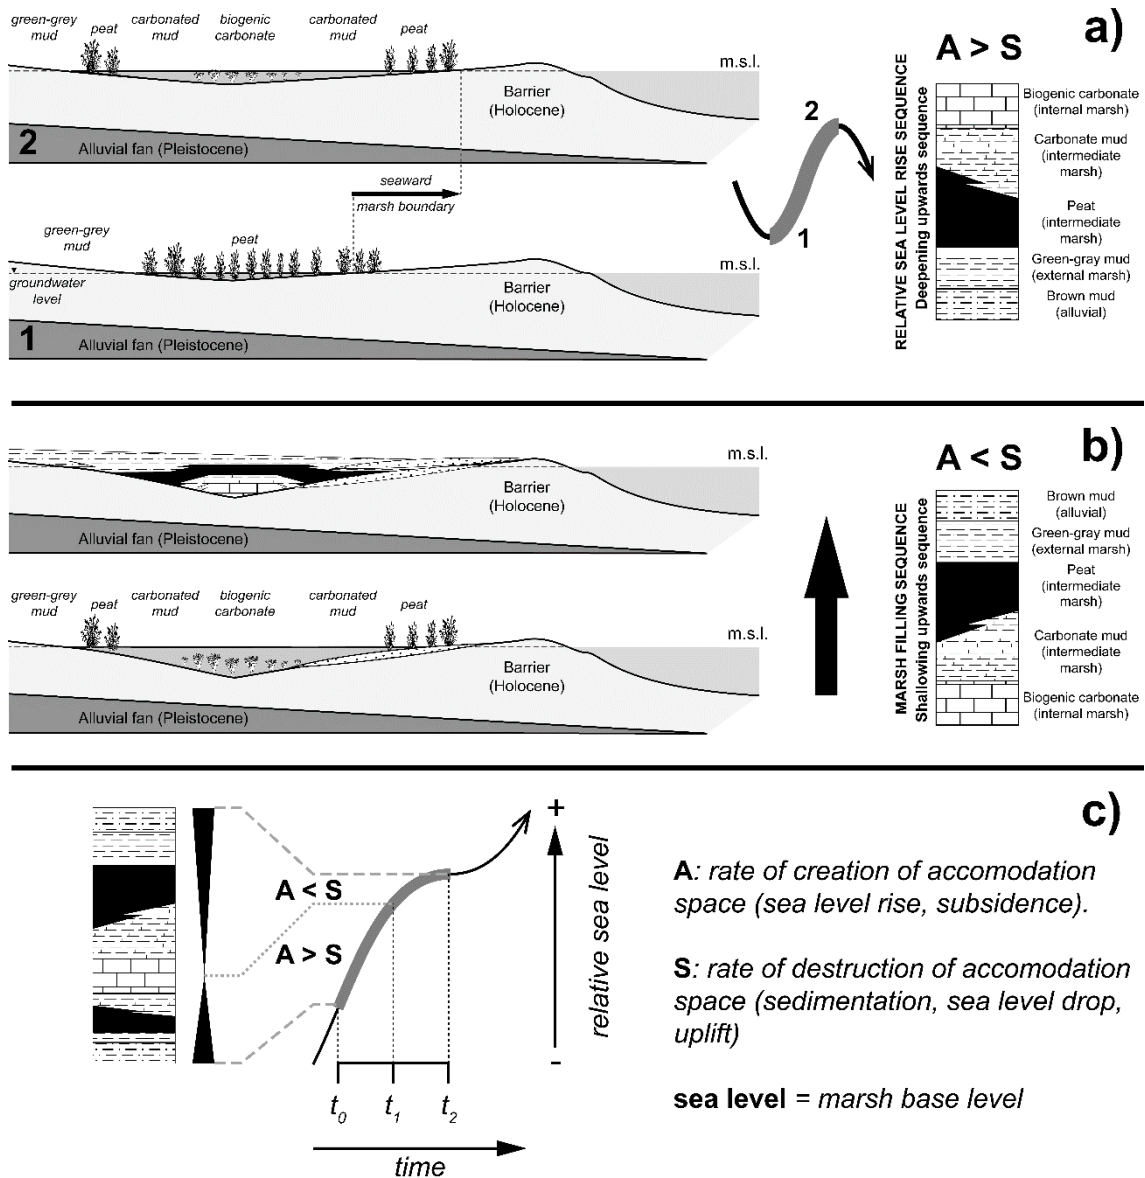 a)
green-grey
mud
peat
carbonated
mud
biogenic
carbonate
carbonated
mud
peat
m.s.l.
Barrier
(Holocene)
2
Alluvial fan (Pleistocene)
seaward
marsh boundary
green-grey
mud
peat
groundwater
level
m.s.l.
Barrier
(Holocene)
1
Alluvial fan (Pleistocene)
2
1
A > S
RELATIVE SEA LEVEL RISE SEQUENCE
Deepening upwards sequence
Biogenic carbonate
(internal marsh)
Carbonate mud
(intermediate
marsh)
Peat
(intermediate
marsh)
Green-gray mud
(external marsh)
Brown mud
(alluvial)
b)
m.s.l.
Barrier
(Holocene)
Alluvial fan (Pleistocene)
green-grey
mud
peat
carbonated
mud
biogenic
carbonate
carbonated
mud
peat
m.s.l.
Barrier
(Holocene)
Alluvial fan (Pleistocene)
A < S
MARSH FILLING SEQUENCE
Shallowing upwards sequence
Brown mud
(alluvial)
Green-gray mud
(external marsh)
Peat
(intermediate
marsh)
Carbonate mud
(intermediate
marsh)
Biogenic carbonate
(internal marsh)
c)
A < S
A > S
+
relative sea level
-
t0
t1
t2
time
A: rate of creation of accomodation
space (sea level rise, subsidence).
S: rate of destruction of accomodation
space (sedimentation, sea level drop,
uplift)
sea level = marsh base level